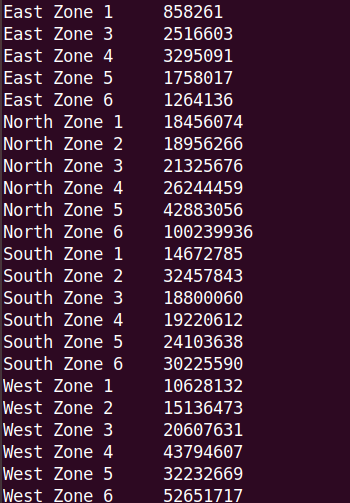 East Zone 1 858261
East Zone 3 2516603
East Zone 4 3295091
East Zone 5 1758017
East Zone 6 1264136
North Zone 1 18456074
North Zone 2 18956266
North Zone 3 21325676
North Zone 4 26244459
North Zone 5 42883056
North Zone 6 100239936
South Zone 1 14672785
South Zone 2 32457843
South Zone 3 18800060
South Zone 4 19220612
South Zone 5 24103638
South Zone 6 30225590
West Zone 1 10628132
West Zone 2 15136473
West Zone 3 20607631
West Zone 4 43794607
West Zone 5 32232669
West Zone 6 52651717